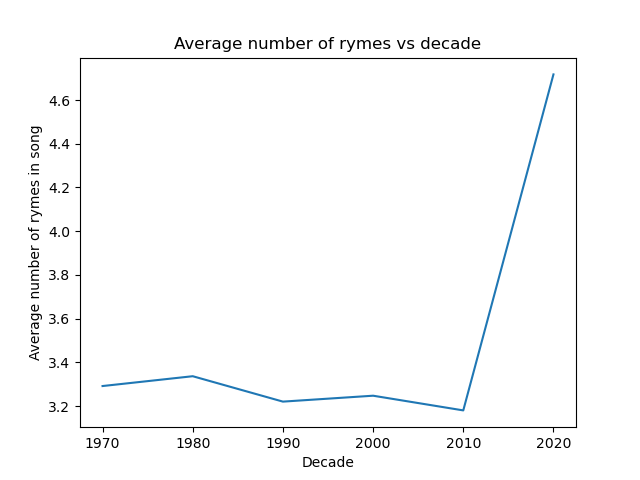 Average number of rymes vs decade
Average number of rymes in song
4.6
4.4
4.2
4.0
3.8
3.6
3.4
3.2
1970 1980 1990 2000 2010 2020
Decade